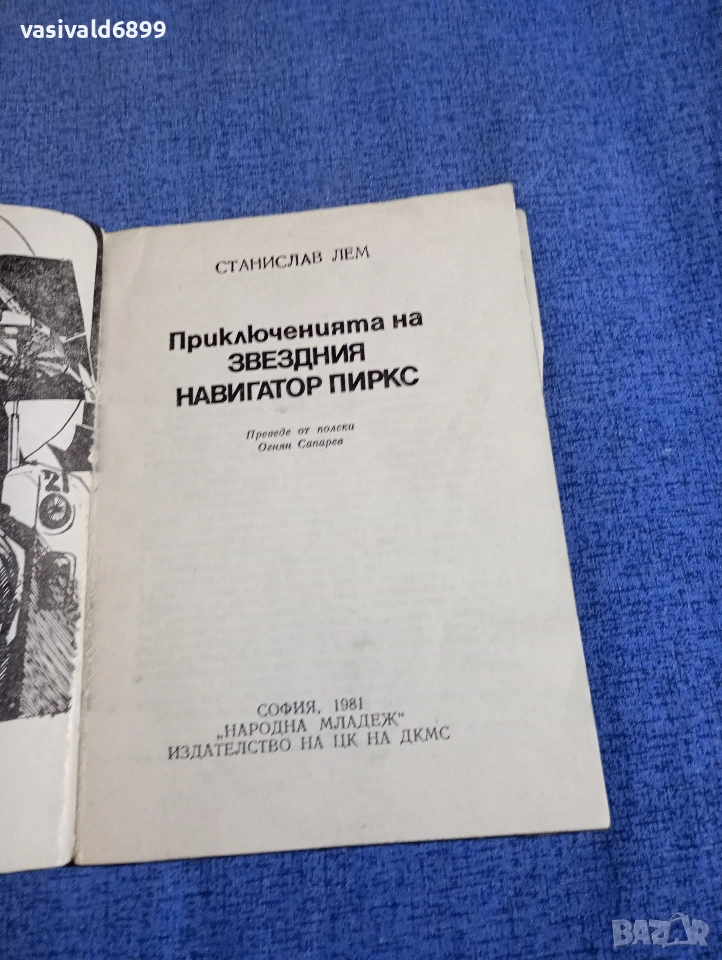 vasivald6899
СТАНИСЛАВ ЛЕМ
Приключенията на
ЗВЕЗДНИЯ
НАВИГАТОР ПИРКС
Преведе от полски
Огнян Сапарев
21
СОФИЯ, 1981
„НАРОДНА МЛАДЕЖ“
ИЗДАТЕЛСТВО НА ЦК НА ДКМС
BAZAR